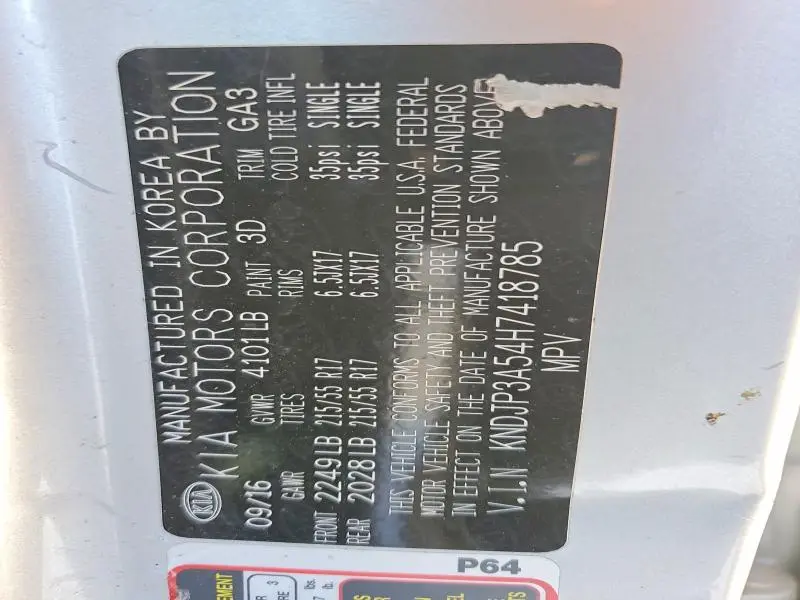 MANUFACTURED IN KOREA BY
KIA KIA MOTORS CORPORATION
09/16 GVWR 4101LB PAINT 3D TRIM GA3
GAWR TIRES RIMS COLD TIRE INFL
FRONT 2249LB 215/55 R17 6.5JX17 35psi SINGLE
REAR 2028LB 215/55 R17 6.5JX17 35psi SINGLE
THIS VEHICLE CONFORMS TO ALL APPLICABLE U.S.A. FEDERAL
MOTOR VEHICLE SAFETY AND THEFT PREVENTION STANDARDS
IN EFFECT ON THE DATE OF MANUFACTURE SHOWN ABOVE
V.I.N KNDJP3A54H7418785
MPV
P64